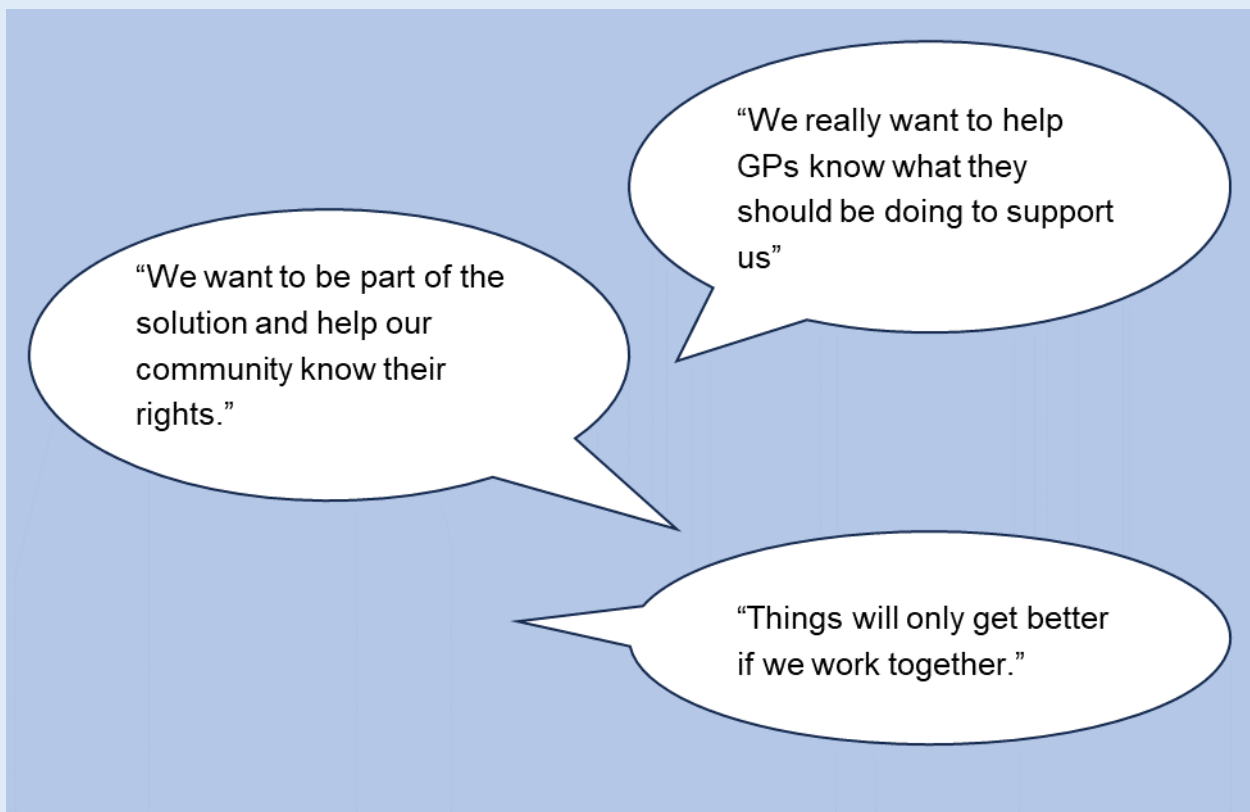 “We really want to help
GPs know what they
should be doing to support
us”
“We want to be part of the
solution and help our
community know their
rights.”
“Things will only get better
if we work together.”